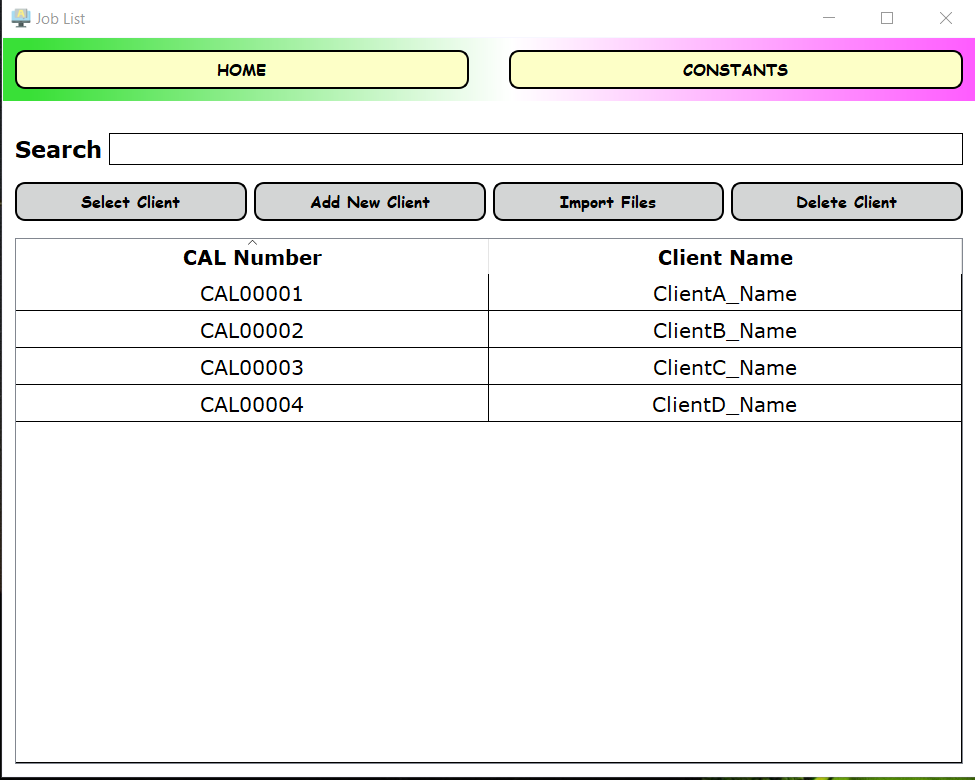 Job List
HOME CONSTANTS
Search
Select Client Add New Client Import Files Delete Client
CAL Number Client Name
CAL00001 ClientA_Name
CAL00002 ClientB_Name
CAL00003 ClientC_Name
CAL00004 ClientD_Name